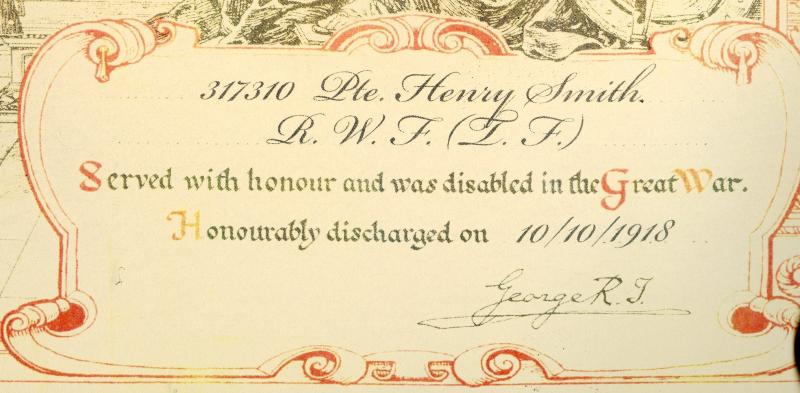 317310 Pte. Henry Smith.
R. W. F. (T. F.)
Served with honour and was disabled in the Great War.
Honourably discharged on 10/10/1918
George R. I.